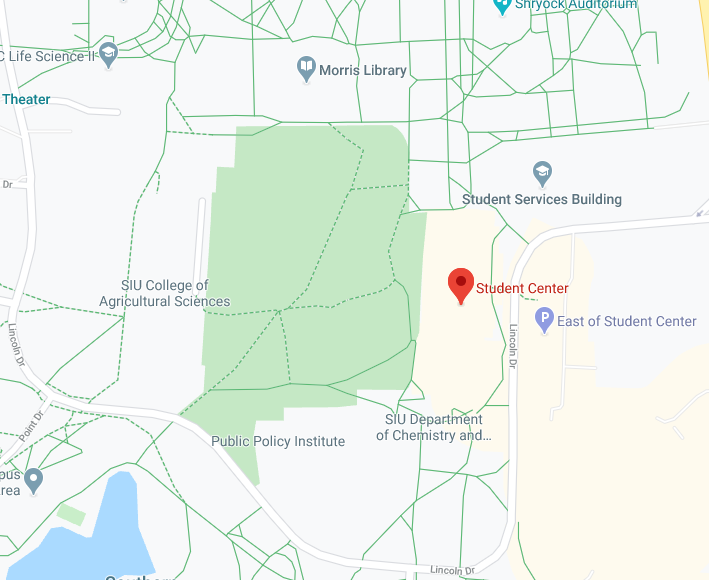 Shryock Auditorium
C Life Science II
Morris Library
Theater
Dr
Student Services Building
SIU College of
Agricultural Sciences
Student Center
P
East of Student Center
Lincoln Dr
Lincoln Dr
Point Dr
SIU Department
of Chemistry and...
Public Policy Institute
pus
rea
Lincoln Dr
Southern